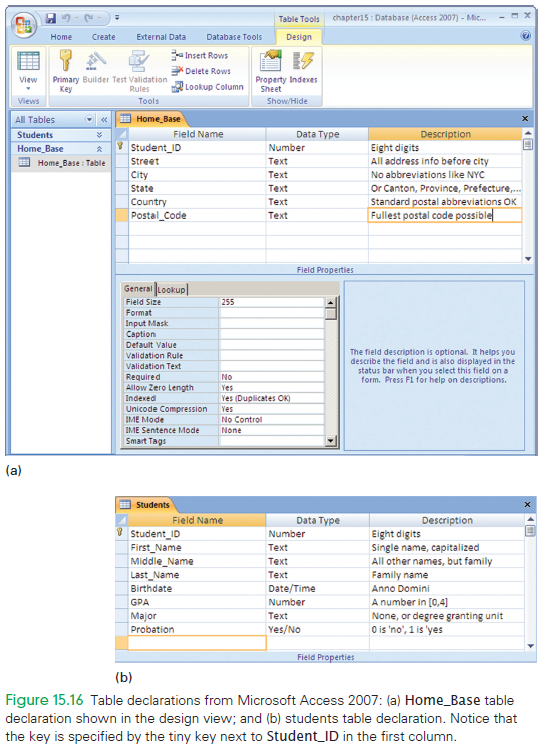 Table Tools
chapter15 : Database (Access 2007) - Mic...
Home Create External Data Database Tools Design
View
Primary Key
Builder
Test Validation Rules
Insert Rows
Delete Rows
Lookup Column
Property Sheet
Indexes
Views Tools Show/Hide
All Tables
Students
Home_Base
Home_Base : Table
Home_Base
Field Name Data Type Description
Student_ID Number Eight digits
Street Text All address info before city
City Text No abbreviations like NYC
State Text Or Canton, Province, Prefecture,...
Country Text Standard postal abbreviations OK
Postal_Code Text Fullest postal code possible
Field Properties
General Lookup
Field Size 255
Format
Input Mask
Caption
Default Value
Validation Rule
Validation Text
Required No
Allow Zero Length Yes
Indexed Yes (Duplicates OK)
Unicode Compression Yes
IME Mode No Control
IME Sentence Mode None
Smart Tags
The field description is optional. It helps you
describe the field and is also displayed in the
status bar when you select this field on a
form. Press F1 for help on descriptions.
(a)
Students
Field Name Data Type Description
Student_ID Number Eight digits
First_Name Text Single name, capitalized
Middle_Name Text All other names, but family
Last_Name Text Family name
Birthdate Date/Time Anno Domini
GPA Number A number in [0,4]
Major Text None, or degree granting unit
Probation Yes/No 0 is 'no', 1 is 'yes
Field Properties
(b)
Figure 15.16 Table declarations from Microsoft Access 2007: (a) Home_Base table
declaration shown in the design view; and (b) students table declaration. Notice that
the key is specified by the tiny key next to Student_ID in the first column.